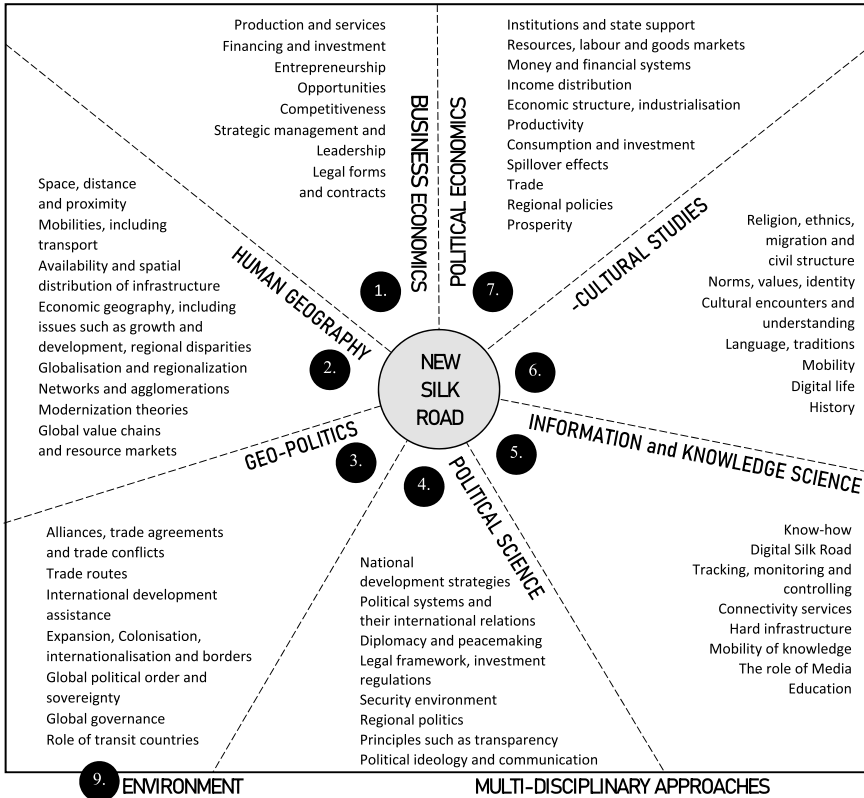 Production and services
Financing and investment
Entrepreneurship
Opportunities
Competitiveness
Strategic management and
Leadership
Legal forms
and contracts
BUSINESS ECONOMICS
1.
POLITICAL ECONOMICS
7.
Institutions and state support
Resources, labour and goods markets
Money and financial systems
Income distribution
Economic structure, industrialisation
Productivity
Consumption and investment
Spillover effects
Trade
Regional policies
Prosperity
Space, distance
and proximity
Mobilities, including
transport
Availability and spatial
distribution of infrastructure
Economic geography, including
issues such as growth and
development, regional disparities
Globalisation and regionalization
Networks and agglomerations
Modernization theories
Global value chains
and resource markets
HUMAN GEOGRAPHY
2.
NEW
SILK
ROAD
-CULTURAL STUDIES
6.
Religion, ethnics,
migration and
civil structure
Norms, values, identity
Cultural encounters and
understanding
Language, traditions
Mobility
Digital life
History
GEO-POLITICS
3.
Alliances, trade agreements
and trade conflicts
Trade routes
International development
assistance
Expansion, Colonisation,
internationalisation and borders
Global political order and
sovereignty
Global governance
Role of transit countries
4.
POLITICAL SCIENCE
National
development strategies
Political systems and
their international relations
Diplomacy and peacemaking
Legal framework, investment
regulations
Security environment
Regional politics
Principles such as transparency
Political ideology and communication
5.
INFORMATION and KNOWLEDGE SCIENCE
Know-how
Digital Silk Road
Tracking, monitoring and
controlling
Connectivity services
Hard infrastructure
Mobility of knowledge
The role of Media
Education
9. ENVIRONMENT
MULTI-DISCIPLINARY APPROACHES